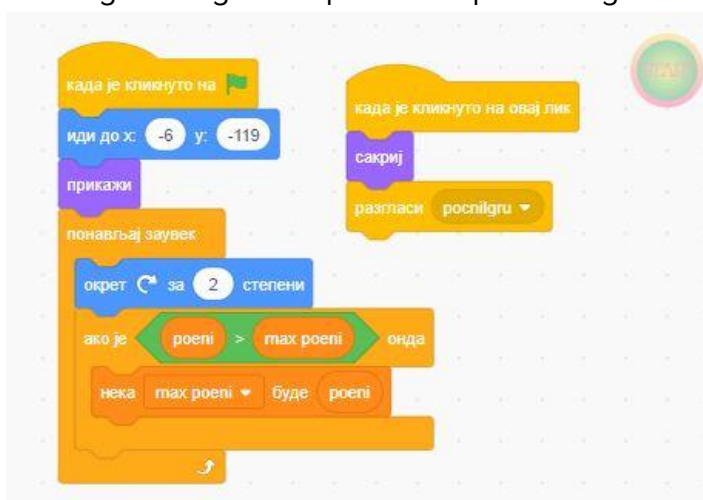 када је кликнуто на
иди до x: -6 y: -119
прикажи
понављај заувек
окрет за 2 степени
ако је poeni > max poeni онда
нека max poeni буде poeni
када је кликнуто на овај лик
сакриј
разгласи pocniIgru